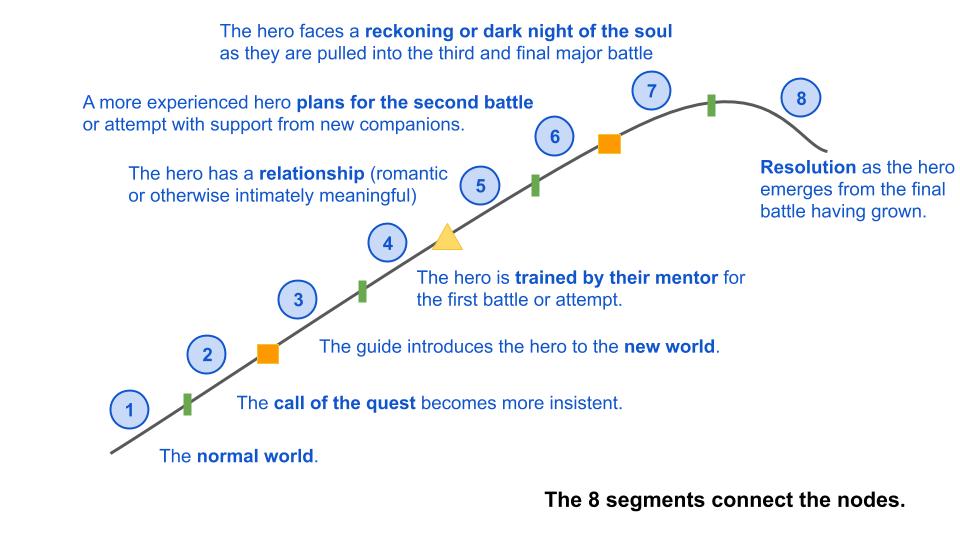 The hero faces a reckoning or dark night of the soul
as they are pulled into the third and final major battle
7
8
A more experienced hero plans for the second battle
or attempt with support from new companions.
6
Resolution as the hero
emerges from the final
battle having grown.
The hero has a relationship (romantic
or otherwise intimately meaningful)
5
4
The hero is trained by their mentor for
the first battle or attempt.
3
The guide introduces the hero to the new world.
2
The call of the quest becomes more insistent.
1
The normal world.
The 8 segments connect the nodes.